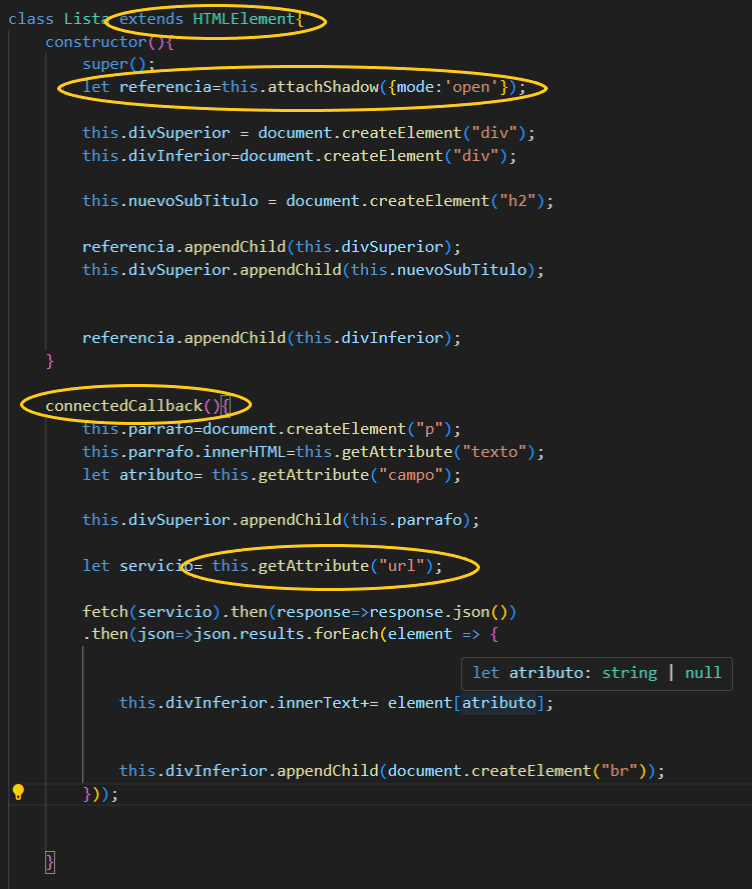 class Lista extends HTMLElement{
constructor(){
super();
let referencia=this.attachShadow({mode:'open'});
this.divSuperior = document.createElement("div");
this.divInferior=document.createElement("div");
this.nuevoSubTitulo = document.createElement("h2");
referencia.appendChild(this.divSuperior);
this.divSuperior.appendChild(this.nuevoSubTitulo);
referencia.appendChild(this.divInferior);
}
connectedCallback(){
this.parrafo=document.createElement("p");
this.parrafo.innerHTML=this.getAttribute("texto");
let atributo= this.getAttribute("campo");
this.divSuperior.appendChild(this.parrafo);
let servicio= this.getAttribute("url");
fetch(servicio).then(response=>response.json())
.then(json=>json.results.forEach(element => {
let atributo: string | null
this.divInferior.innerText+= element[atributo];
this.divInferior.appendChild(document.createElement("br"));
}));
}